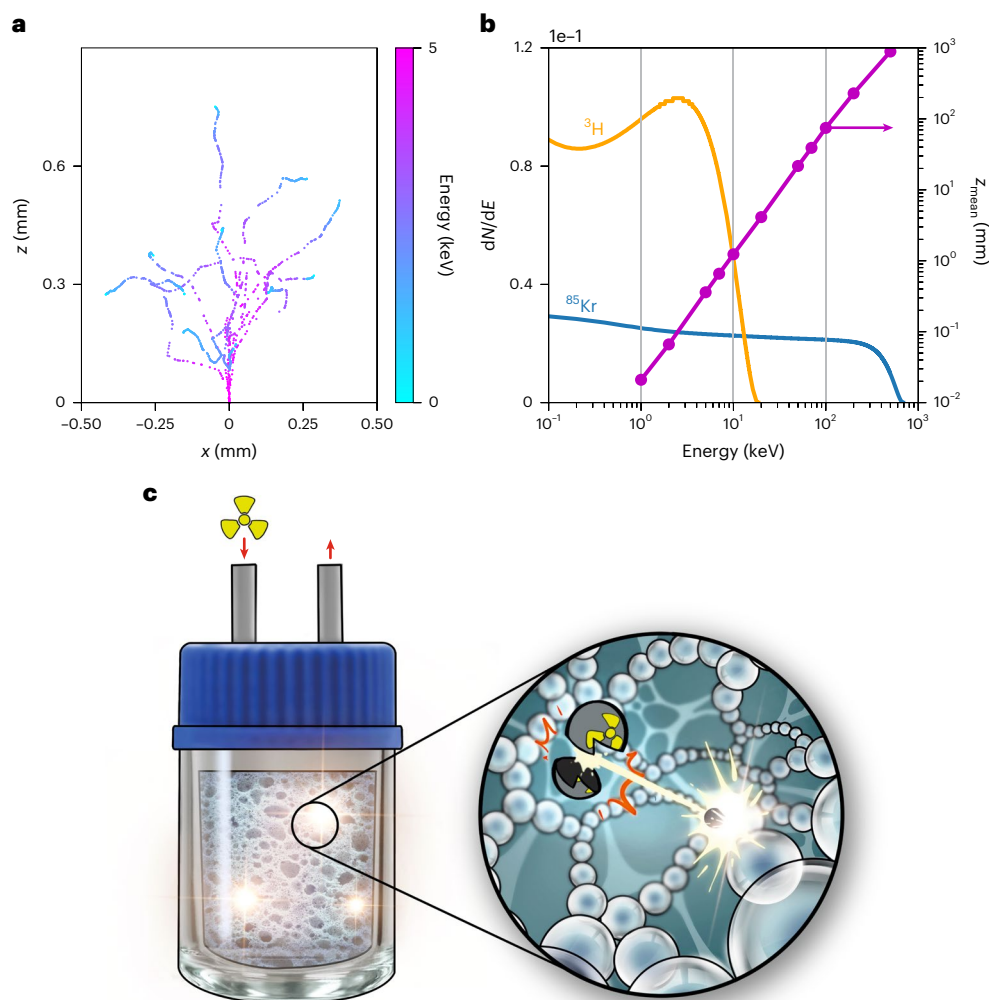 a
0.6
0.3
0
−0.50
−0.25
0
0.25
0.50
x (mm)
z (mm)
5
0
Energy (keV)
b
1e−1
1.2
0.8
0.4
0
dN/dE
³H
⁸⁵Kr
10⁻¹
10⁰
10¹
10²
10³
Energy (keV)
10³
10²
10¹
10⁰
10⁻¹
10⁻²
zmean (mm)
c